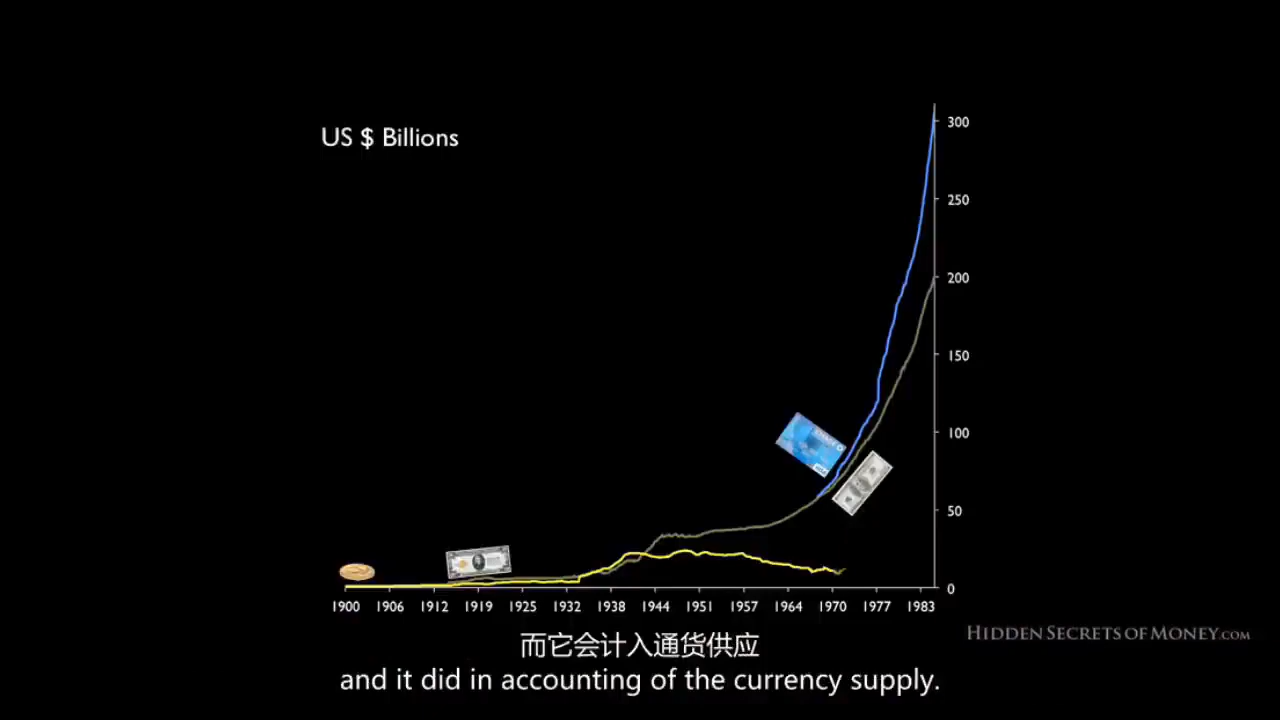 US $ Billions
300
250
200
150
100
50
0
1900 1906 1912 1919 1925 1932 1938 1944 1951 1957 1964 1970 1977 1983
VISA
HIDDEN SECRETS OF MONEY.COM
而它会计入通货供应
and it did in accounting of the currency supply.